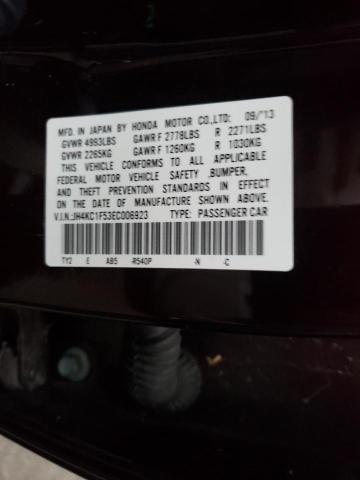 MFD. IN JAPAN BY HONDA MOTOR CO.,LTD: 09/'13
GVWR 4993LBS GAWR F 2778LBS R 2271LBS
GVWR 2265KG GAWR F 1260KG R 1030KG
THIS VEHICLE CONFORMS TO ALL APPLICABLE
FEDERAL MOTOR VEHICLE SAFETY, BUMPER,
AND THEFT PREVENTION STANDARDS IN EFFECT
ON THE DATE OF MANUFACTURE SHOWN ABOVE.
V.I.N.:JH4KC1F53EC006923 TYPE: PASSENGER CAR
TY2 E AB5 -R540P -N -C